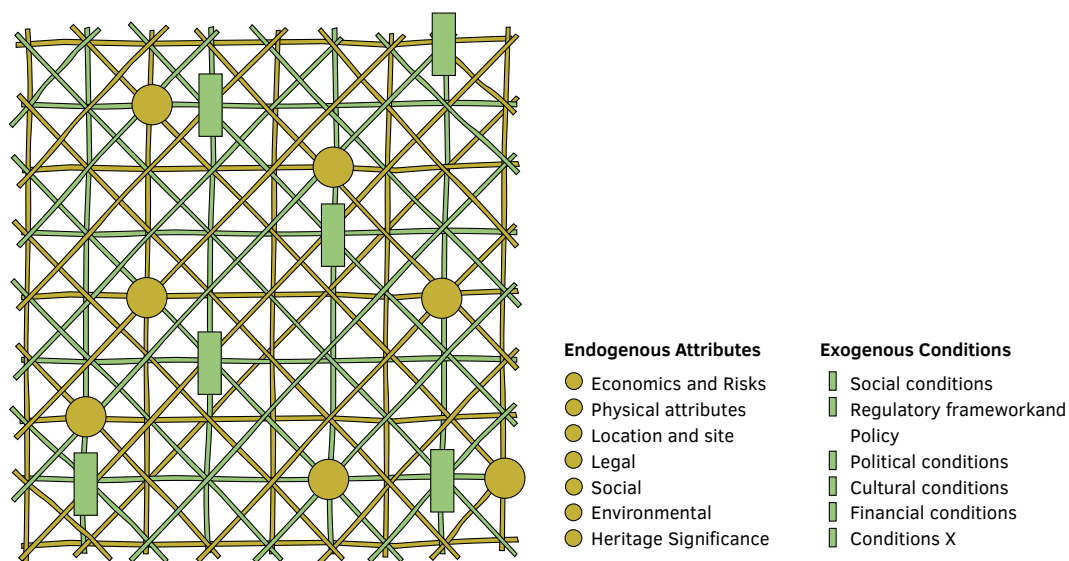 Endogenous Attributes
Economics and Risks
Physical attributes
Location and site
Legal
Social
Environmental
Heritage Significance
Exogenous Conditions
Social conditions
Regulatory frameworkand
Policy
Political conditions
Cultural conditions
Financial conditions
Conditions X